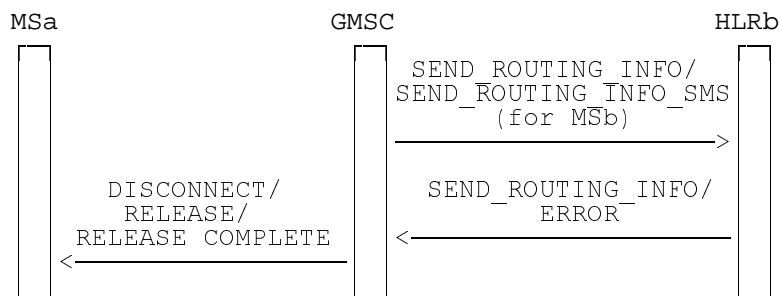 MSa GMSC HLRb
SEND_ROUTING_INFO/
SEND_ROUTING_INFO_SMS
(for MSb)
DISCONNECT/
RELEASE/
RELEASE COMPLETE
SEND_ROUTING_INFO/
ERROR